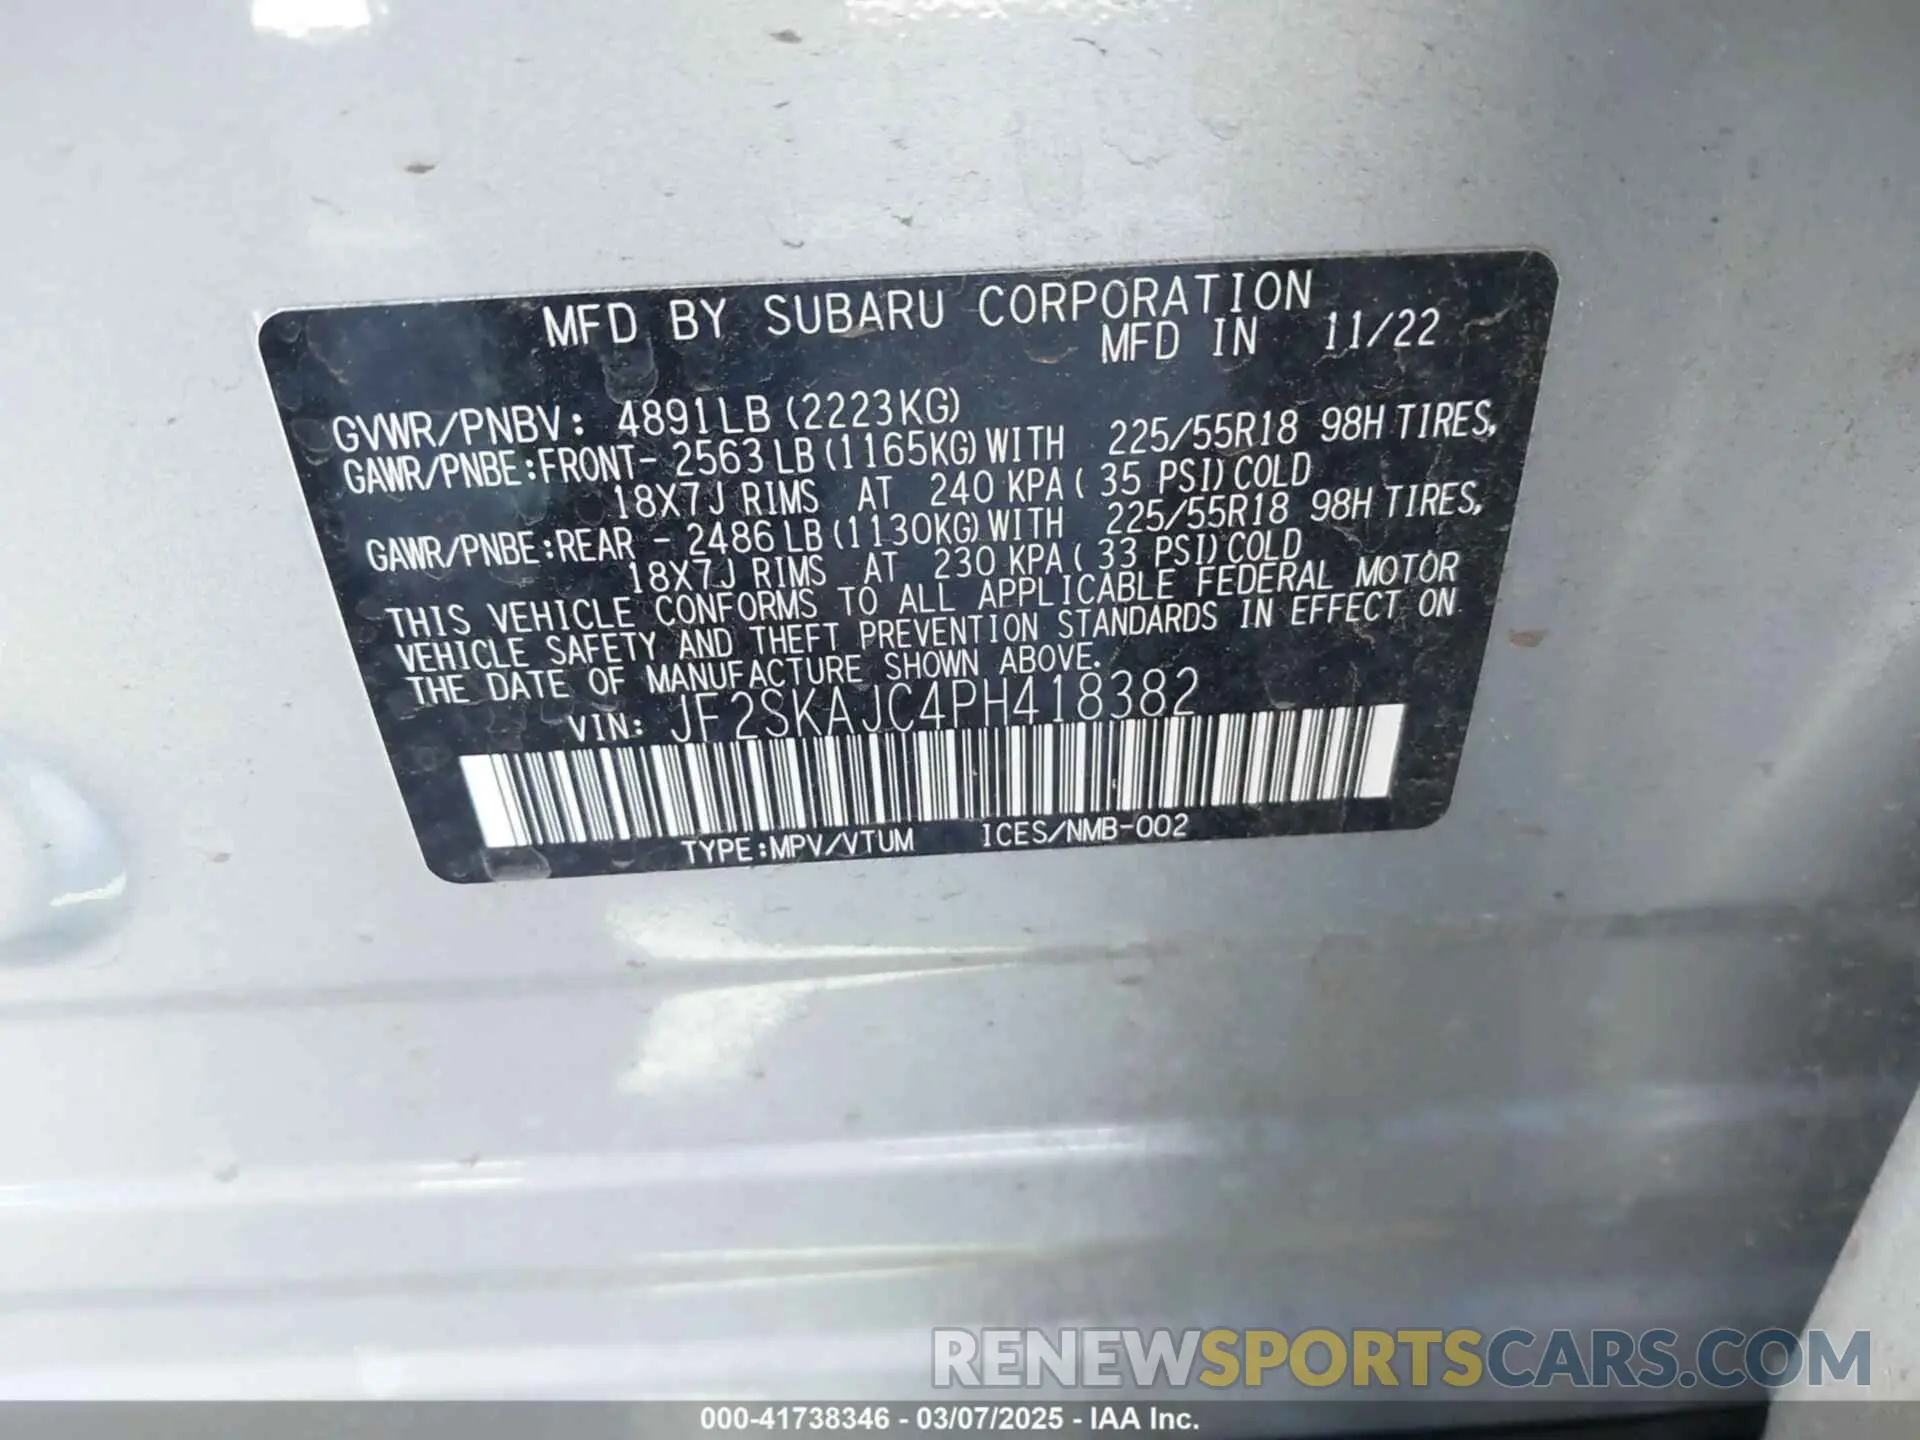 MFD BY SUBARU CORPORATION
MFD IN 11/22
GVWR/PNBV: 4891LB (2223KG)
GAWR/PNBE:FRONT- 2563LB (1165KG) WITH 225/55R18 98H TIRES,
18X7J RIMS AT 240 KPA ( 35 PSI) COLD
GAWR/PNBE:REAR - 2486LB (1130KG) WITH 225/55R18 98H TIRES,
18X7J RIMS AT 230 KPA ( 33 PSI) COLD
THIS VEHICLE CONFORMS TO ALL APPLICABLE FEDERAL MOTOR
VEHICLE SAFETY AND THEFT PREVENTION STANDARDS IN EFFECT ON
THE DATE OF MANUFACTURE SHOWN ABOVE.
VIN: JF2SKAJC4PH418382
TYPE:MPV/VTUM ICES/NMB-002
RENEWSPORTSCARS.COM
000-41738346 - 03/07/2025 - IAA Inc.